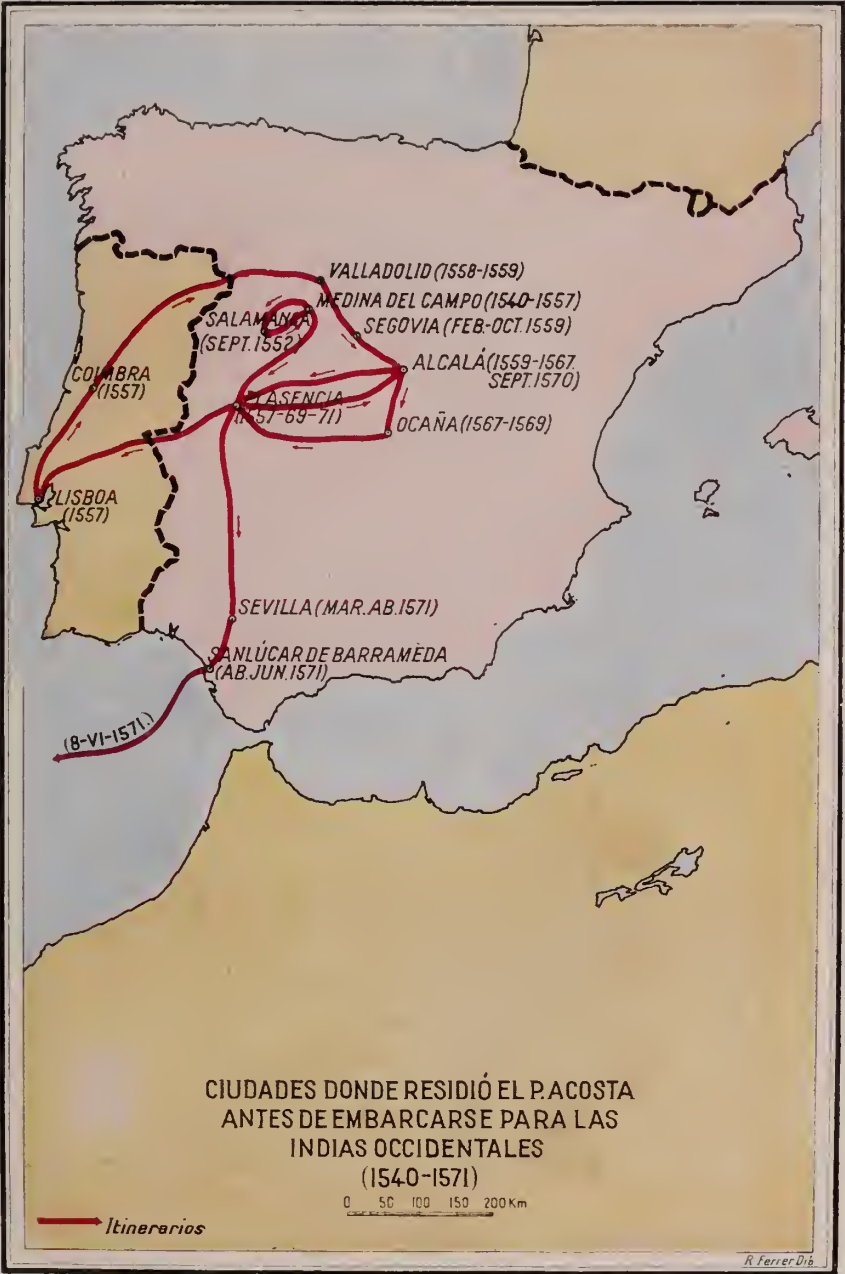 VALLADOLID (1558-1559)
MEDINA DEL CAMPO (1540-1557)
SALAMANCA
(SEPT. 1552)
SEGOVIA (FEB-OCT. 1559)
ALCALÁ (1559-1567.
SEPT. 1570)
COIMBRA
(1557)
PLASENCIA
(1557-69-71)
OCAÑA (1567-1569)
LISBOA
(1557)
SEVILLA (MAR. AB. 1571)
SANLÚCAR DE BARRAMEDA
(AB. JUN. 1571)
(8-VI-1571.)
CIUDADES DONDE RESIDIÓ EL P. ACOSTA
ANTES DE EMBARCARSE PARA LAS
INDIAS OCCIDENTALES
(1540-1571)
0 50 100 150 200 Km
Itinerarios
R. Ferrer Dib.